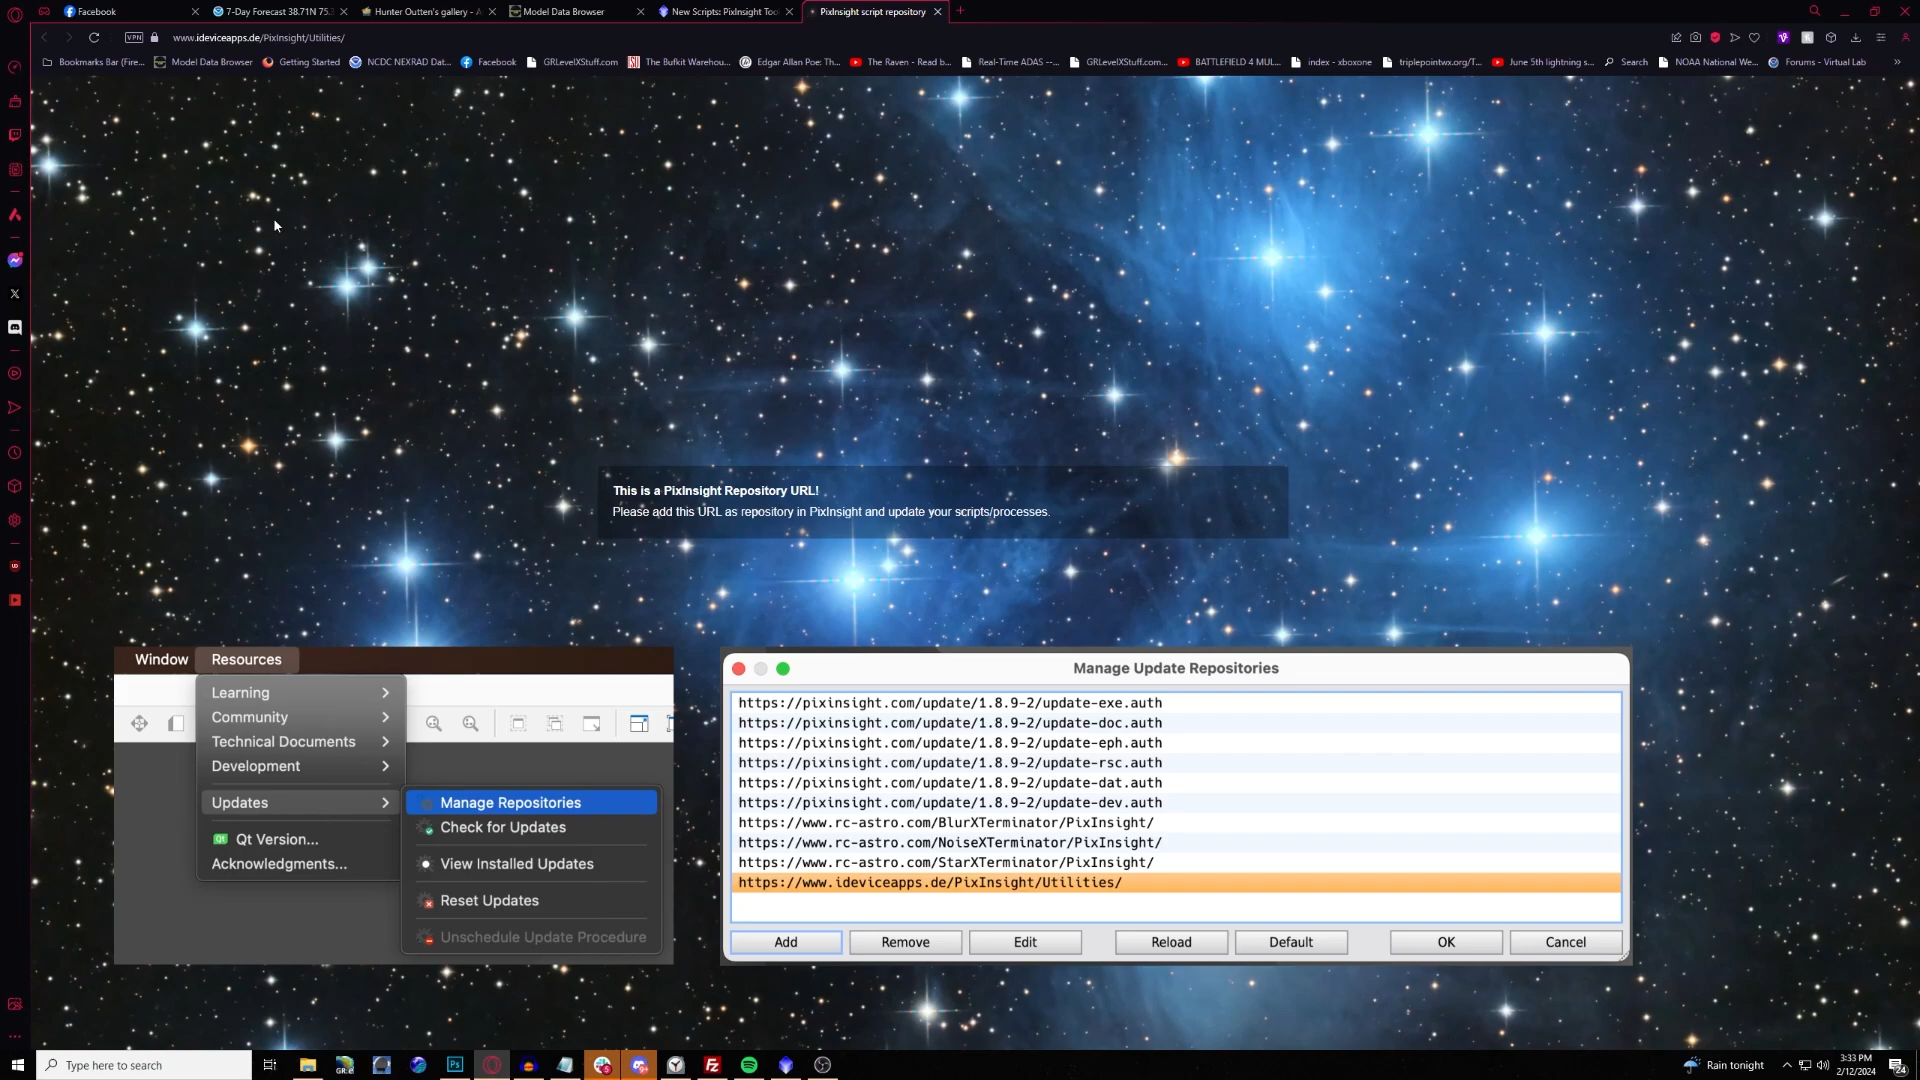 Facebook
7-Day Forecast 38.71N 75.
Hunter Outten's gallery - A
Model Data Browser
New Scripts: PixInsight Too
PixInsight script repository
VPN
www.ideviceapps.de/PixInsight/Utilities/
Bookmarks Bar (Fire...
Model Data Browser
Getting Started
NCDC NEXRAD Dat...
Facebook
GRLevelXStuff.com
The Bufkit Warehou...
Edgar Allan Poe: Th...
The Raven - Read b...
Real-Time ADAS --...
GRLevelXStuff.com...
BATTLEFIELD 4 MUL...
index - xboxone
triplepointwx.org/T...
June 5th lightning s...
Search
NOAA National We...
Forums - Virtual Lab
This is a PixInsight Repository URL!
Please add this URL as repository in PixInsight and update your scripts/processes.
Window
Resources
Learning
Community
Technical Documents
Development
Updates
Qt Version...
Acknowledgments...
Manage Repositories
Check for Updates
View Installed Updates
Reset Updates
Unschedule Update Procedure
Manage Update Repositories
https://pixinsight.com/update/1.8.9-2/update-exe.auth
https://pixinsight.com/update/1.8.9-2/update-doc.auth
https://pixinsight.com/update/1.8.9-2/update-eph.auth
https://pixinsight.com/update/1.8.9-2/update-rsc.auth
https://pixinsight.com/update/1.8.9-2/update-dat.auth
https://pixinsight.com/update/1.8.9-2/update-dev.auth
https://www.rc-astro.com/BlurXTerminator/PixInsight/
https://www.rc-astro.com/NoiseXTerminator/PixInsight/
https://www.rc-astro.com/StarXTerminator/PixInsight/
https://www.ideviceapps.de/PixInsight/Utilities/
Add
Remove
Edit
Reload
Default
OK
Cancel
Type here to search
Ps
Rain tonight
3:33 PM
2/12/2024
24